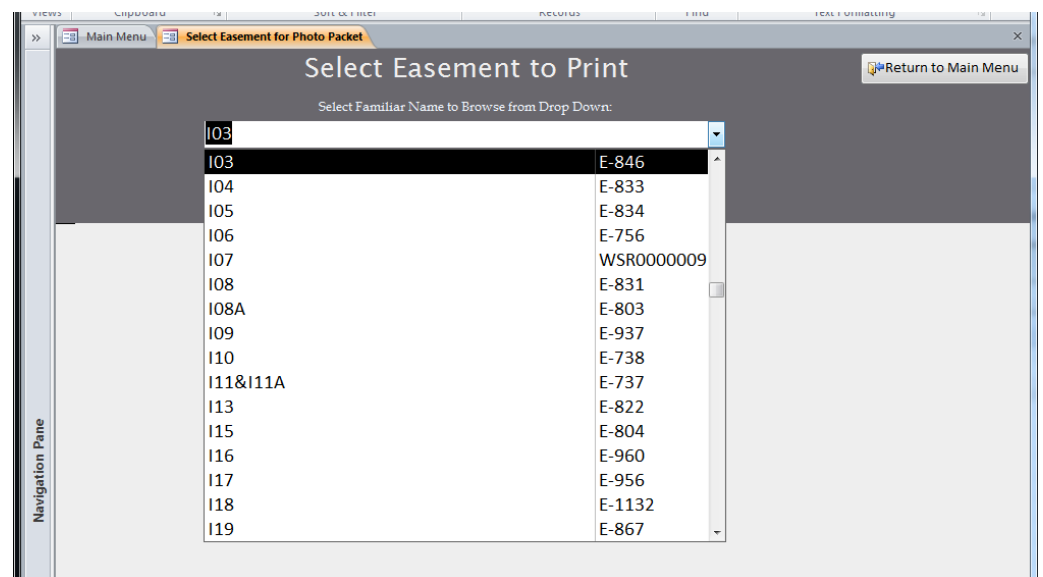 Views Clipboard Sort & Filter Records Find Text Formatting
» Main Menu Select Easement for Photo Packet ×
Select Easement to Print
Return to Main Menu
Select Familiar Name to Browse from Drop Down:
I03
I03 E-846
I04 E-833
I05 E-834
I06 E-756
I07 WSR0000009
I08 E-831
I08A E-803
I09 E-937
I10 E-738
I11&I11A E-737
I13 E-822
I15 E-804
I16 E-960
I17 E-956
I18 E-1132
I19 E-867
Navigation Pane